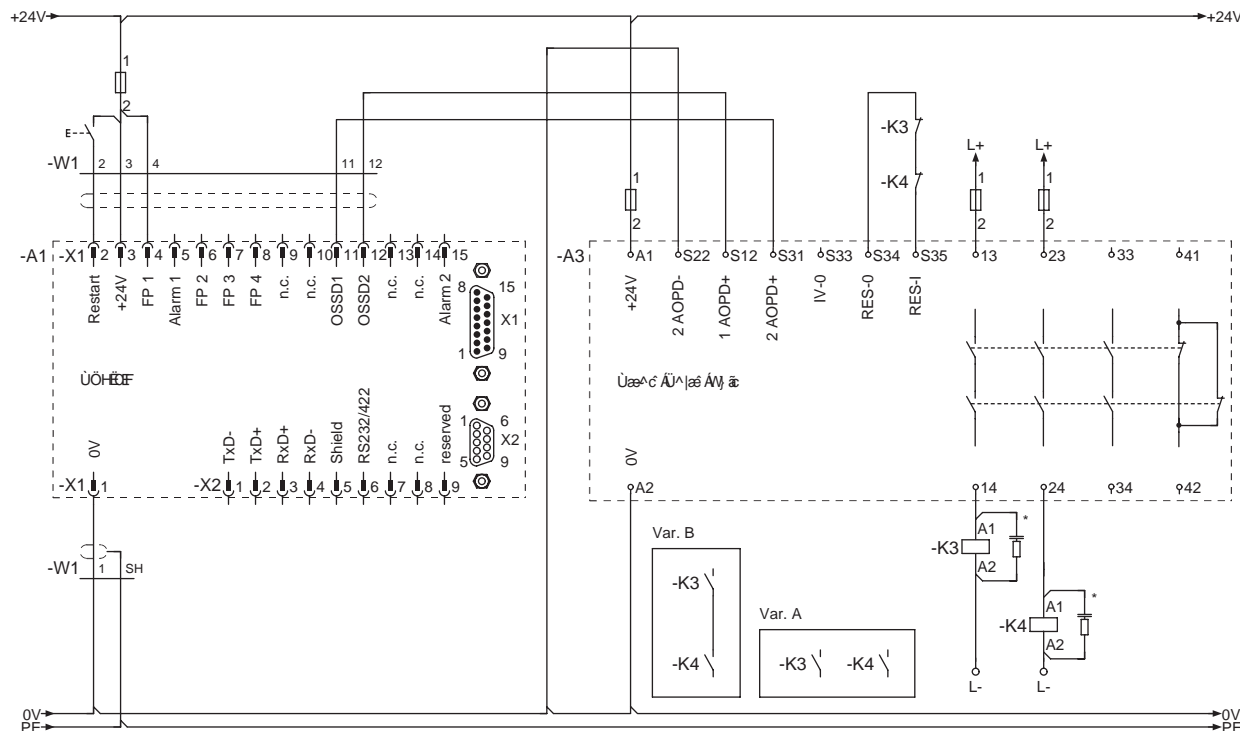 +24V
+24V
1
2
E
-W1 2 3 4 11 12
-K3
-K4
L+
L+
1
2
1
2
1
2
-A1 -X1 2 3 4 5 6 7 8 9 10 11 12 13 14 15
Restart
+24V
FP 1
Alarm 1
FP 2
FP 3
FP 4
n.c.
n.c.
OSSD1
OSSD2
n.c.
n.c.
Alarm 2
8 15
X1
1 9
-A3 A1 S22 S12 S31 S33 S34 S35 13 23 33 41
+24V
2 AOPD-
1 AOPD+
2 AOPD+
IV-0
RES-0
RES-I
0V
TxD-
TxD+
RxD+
RxD-
Shield
RS232/422
n.c.
n.c.
reserved
1 6
X2
5 9
-X1 1
-X2 1 2 3 4 5 6 7 8 9
0V
A2 14 24 34 42
-W1 1 SH
Var. B
-K3
-K4
Var. A
-K3 -K4
A1 *
-K3
A2
A1 *
-K4
A2
L-
L-
0V
0V
PE
PE